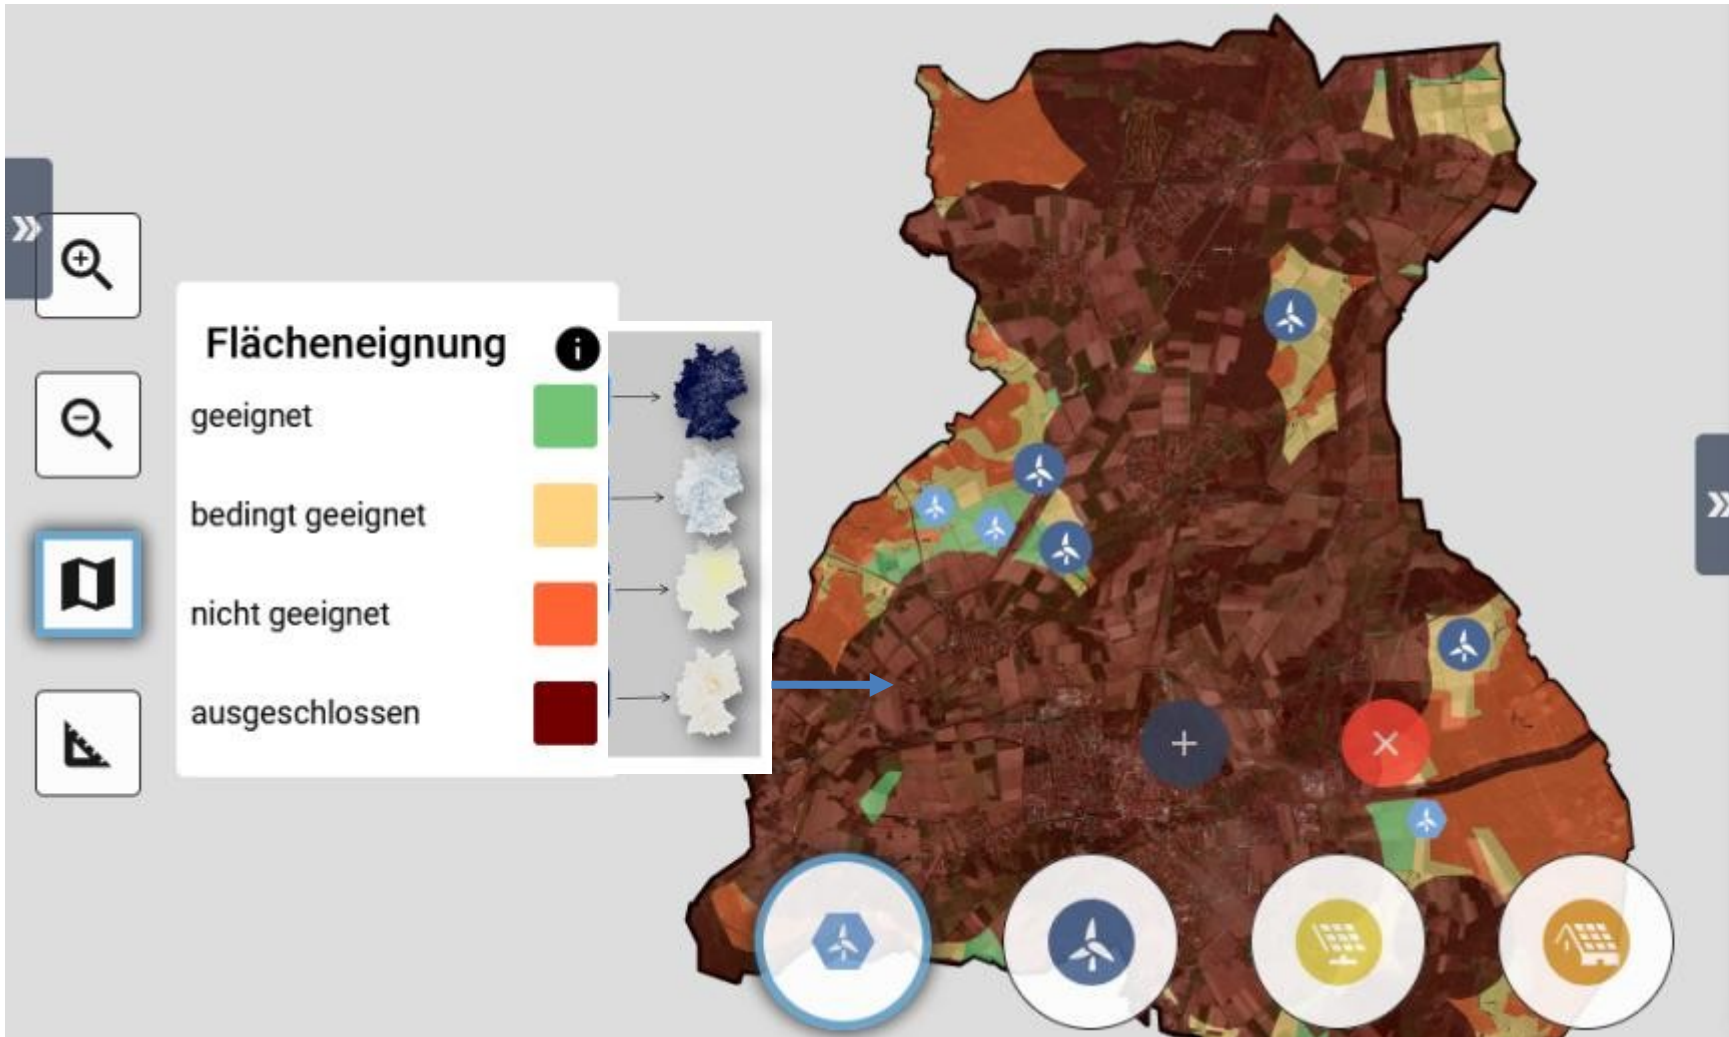 Flächeneignung
geeignet
bedingt geeignet
nicht geeignet
ausgeschlossen